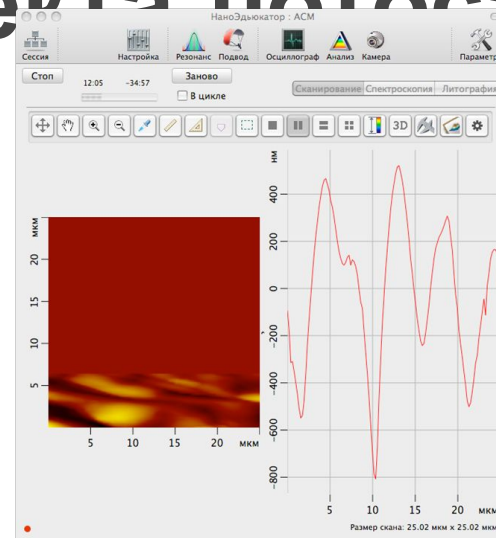 НаноЭдьюкатор : АСМ
Сессия Настройка Резонанс Подвод Осциллограф Анализ Камера Параметр
Стоп 12:05 -34:57 Заново
В цикле
Сканирование Спектроскопия Литография
3D
мкм
20
15
10
5
5 10 15 20 мкм
нм
400
200
0
-200
-400
-600
-800
5 10 15 20 мкм
Размер скана: 25.02 мкм x 25.02 мкм